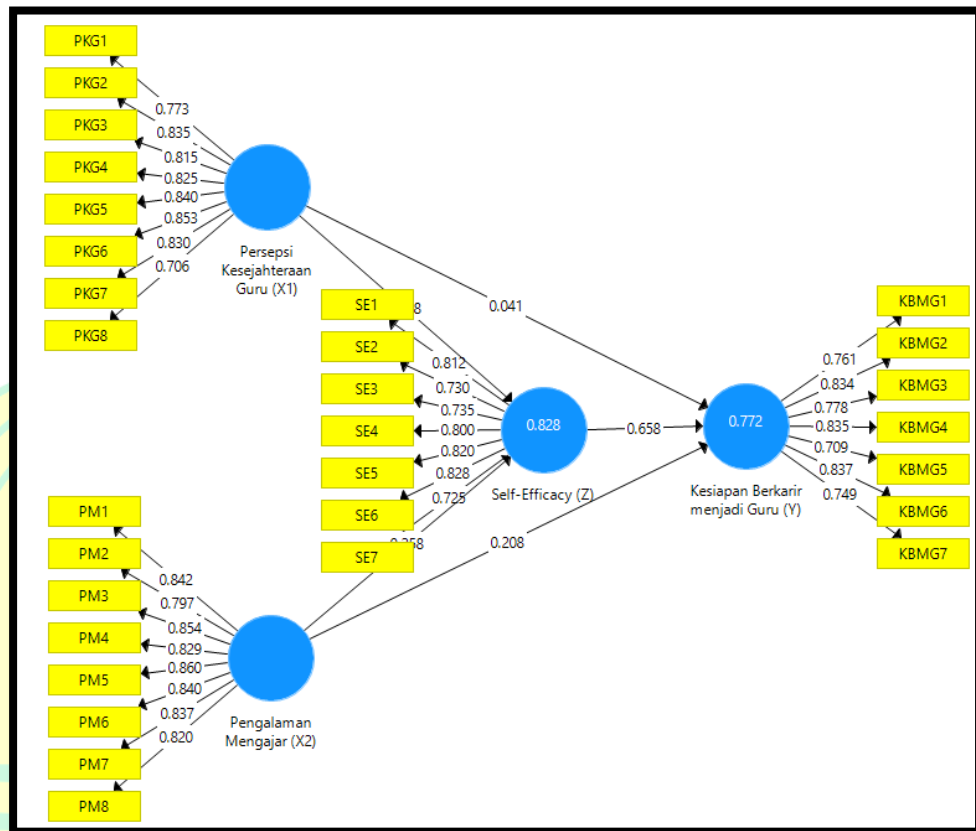 PKG1
PKG2
PKG3
PKG4
PKG5
PKG6
PKG7
PKG8
0.773
0.835
0.815
0.825
0.840
0.853
0.830
0.706
Persepsi
Kesejahteraan
Guru (X1)
0.041
SE1
SE2
SE3
SE4
SE5
SE6
SE7
0.812
0.730
0.735
0.800
0.820
0.828
0.725
0.828
Self-Efficacy (Z)
0.658
0.772
Kesiapan Berkarir
menjadi Guru (Y)
0.761
0.834
0.778
0.835
0.709
0.837
0.749
KBMG1
KBMG2
KBMG3
KBMG4
KBMG5
KBMG6
KBMG7
0.208
PM1
PM2
PM3
PM4
PM5
PM6
PM7
PM8
0.842
0.797
0.854
0.829
0.860
0.840
0.837
0.820
Pengalaman
Mengajar (X2)